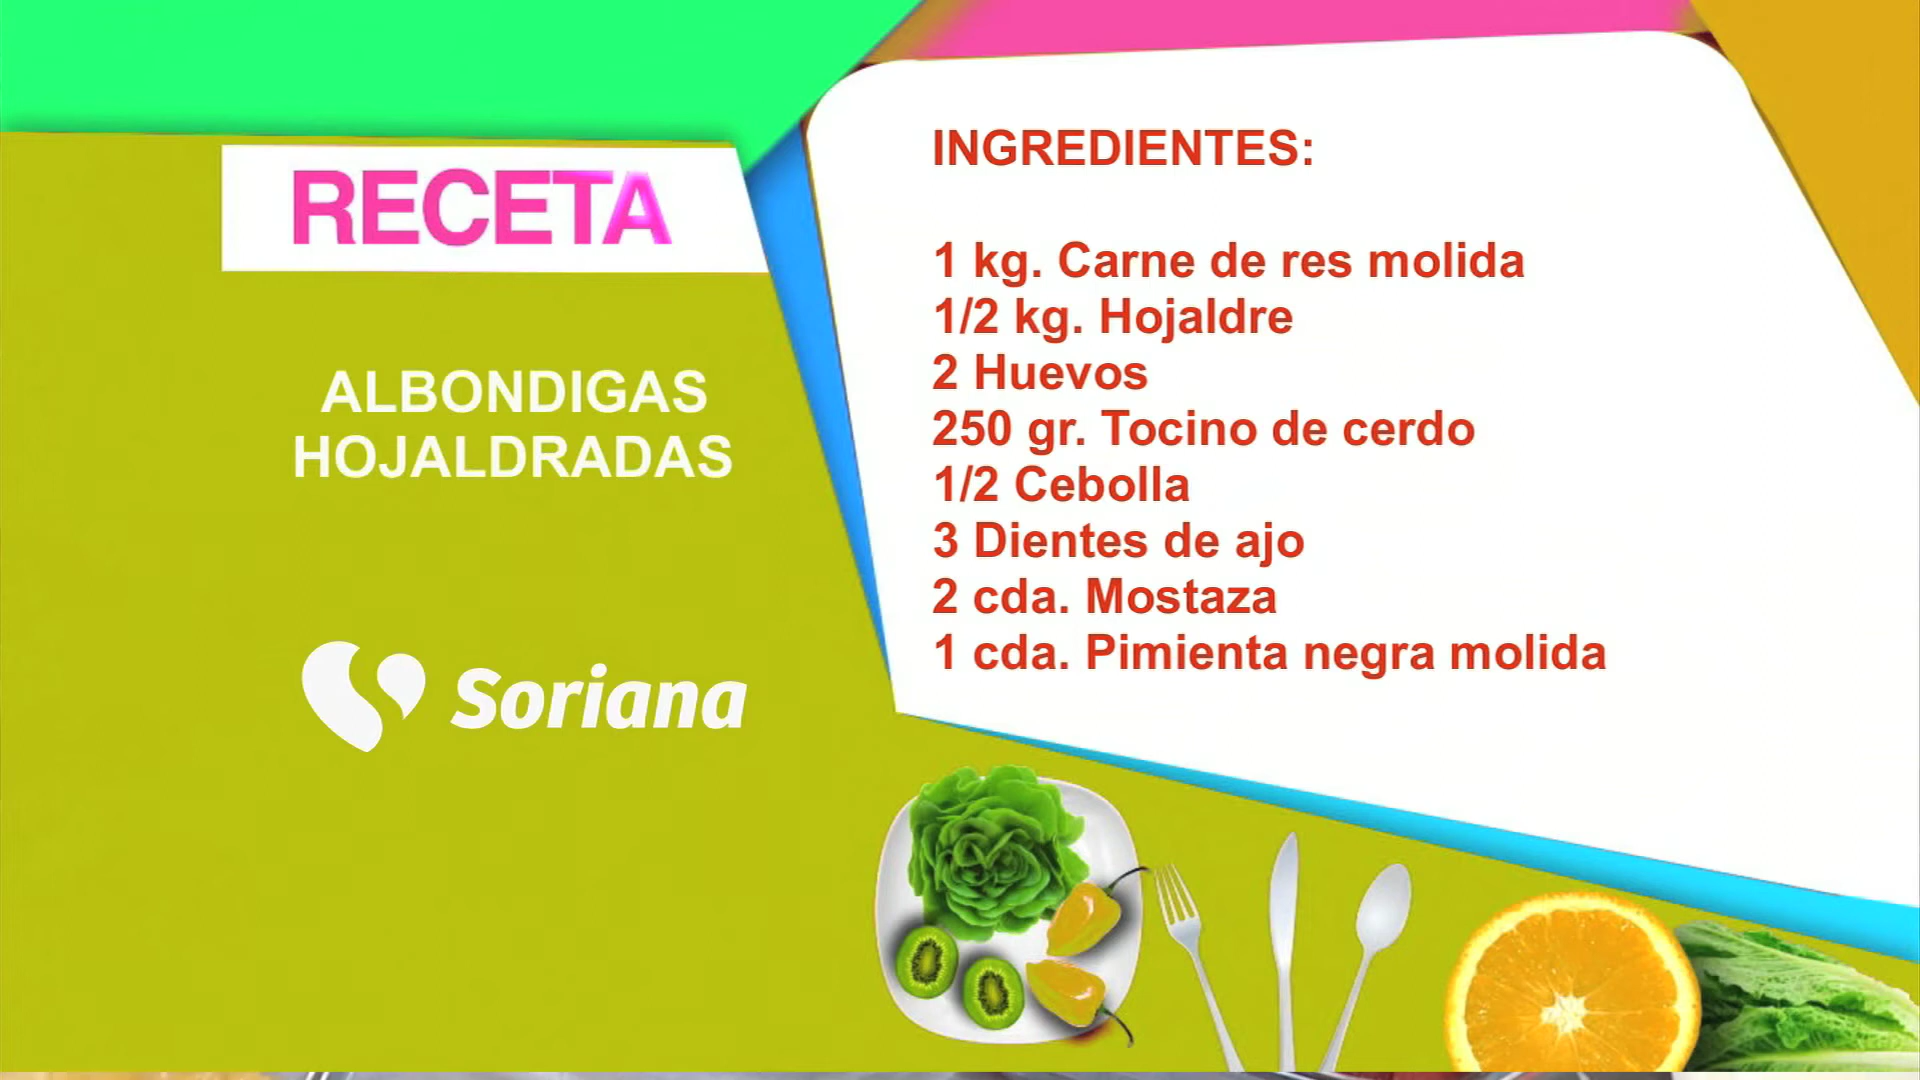 RECETA
ALBONDIGAS
HOJALDRADAS
Soriana
INGREDIENTES:
1 kg. Carne de res molida
1/2 kg. Hojaldre
2 Huevos
250 gr. Tocino de cerdo
1/2 Cebolla
3 Dientes de ajo
2 cda. Mostaza
1 cda. Pimienta negra molida